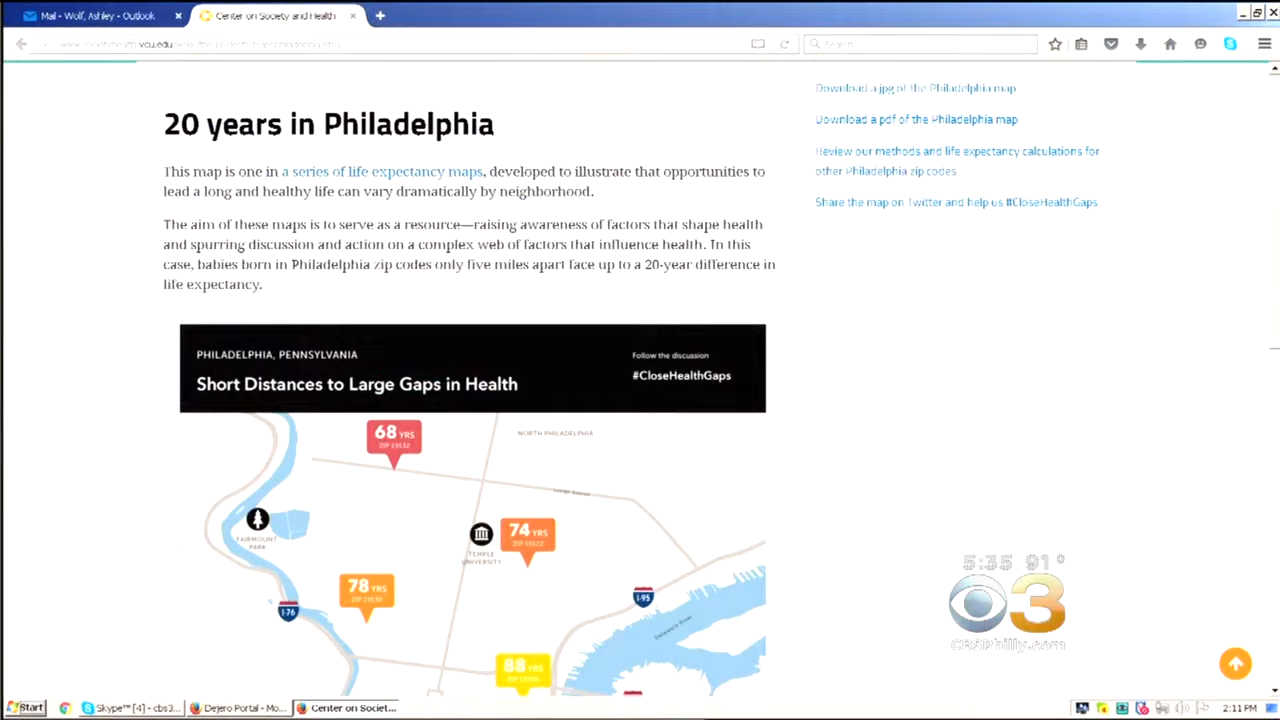 Mail - Wolf, Ashley - Outlook
Center on Society and Health
Search
20 years in Philadelphia
This map is one in a series of life expectancy maps, developed to illustrate that opportunities to
lead a long and healthy life can vary dramatically by neighborhood.
The aim of these maps is to serve as a resource—raising awareness of factors that shape health
and spurring discussion and action on a complex web of factors that influence health. In this
case, babies born in Philadelphia zip codes only five miles apart face up to a 20-year difference in
life expectancy.
Download a jpg of the Philadelphia map
Download a pdf of the Philadelphia map
Review our methods and life expectancy calculations for
other Philadelphia zip codes
Share the map on Twitter and help us #CloseHealthGaps
PHILADELPHIA, PENNSYLVANIA
Short Distances to Large Gaps in Health
Follow the discussion
#CloseHealthGaps
68 YRS
ZIP 19132
NORTH PHILADELPHIA
FAIRMOUNT
PARK
TEMPLE
UNIVERSITY
74 YRS
ZIP 19122
78 YRS
ZIP 19130
I-76
I-95
Delaware River
88 YRS
5:35 91°
3
CBSPhilly.com
Start
Skype™ [4] - cbs3...
Dejero Portal - Mo...
Center on Societ...
2:11 PM